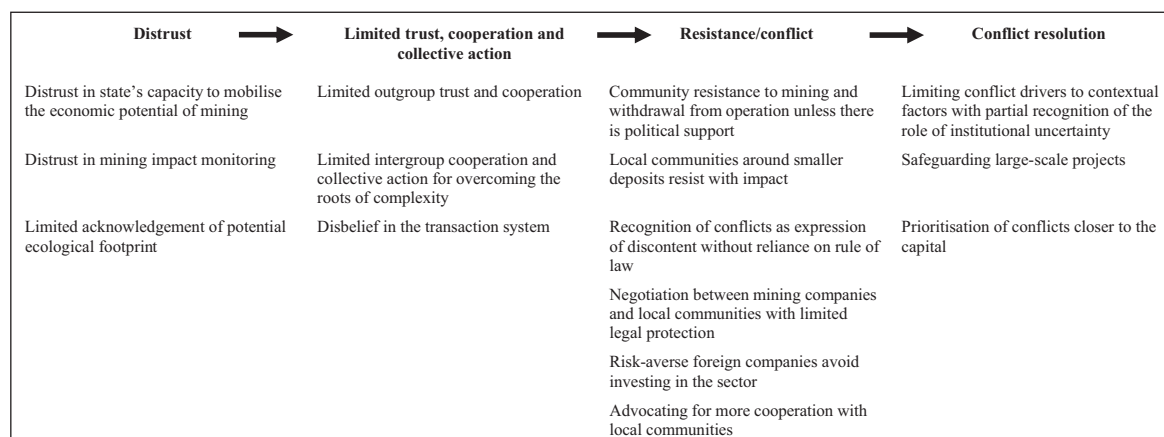 Distrust
Limited trust, cooperation and
collective action
Resistance/conflict
Conflict resolution
Distrust in state's capacity to mobilise
the economic potential of mining
Limited outgroup trust and cooperation
Community resistance to mining and
withdrawal from operation unless there
is political support
Limiting conflict drivers to contextual
factors with partial recognition of the
role of institutional uncertainty
Distrust in mining impact monitoring
Limited intergroup cooperation and
collective action for overcoming the
roots of complexity
Local communities around smaller
deposits resist with impact
Safeguarding large-scale projects
Limited acknowledgement of potential
ecological footprint
Disbelief in the transaction system
Recognition of conflicts as expression
of discontent without reliance on rule of
law
Prioritisation of conflicts closer to the
capital
Negotiation between mining companies
and local communities with limited
legal protection
Risk-averse foreign companies avoid
investing in the sector
Advocating for more cooperation with
local communities